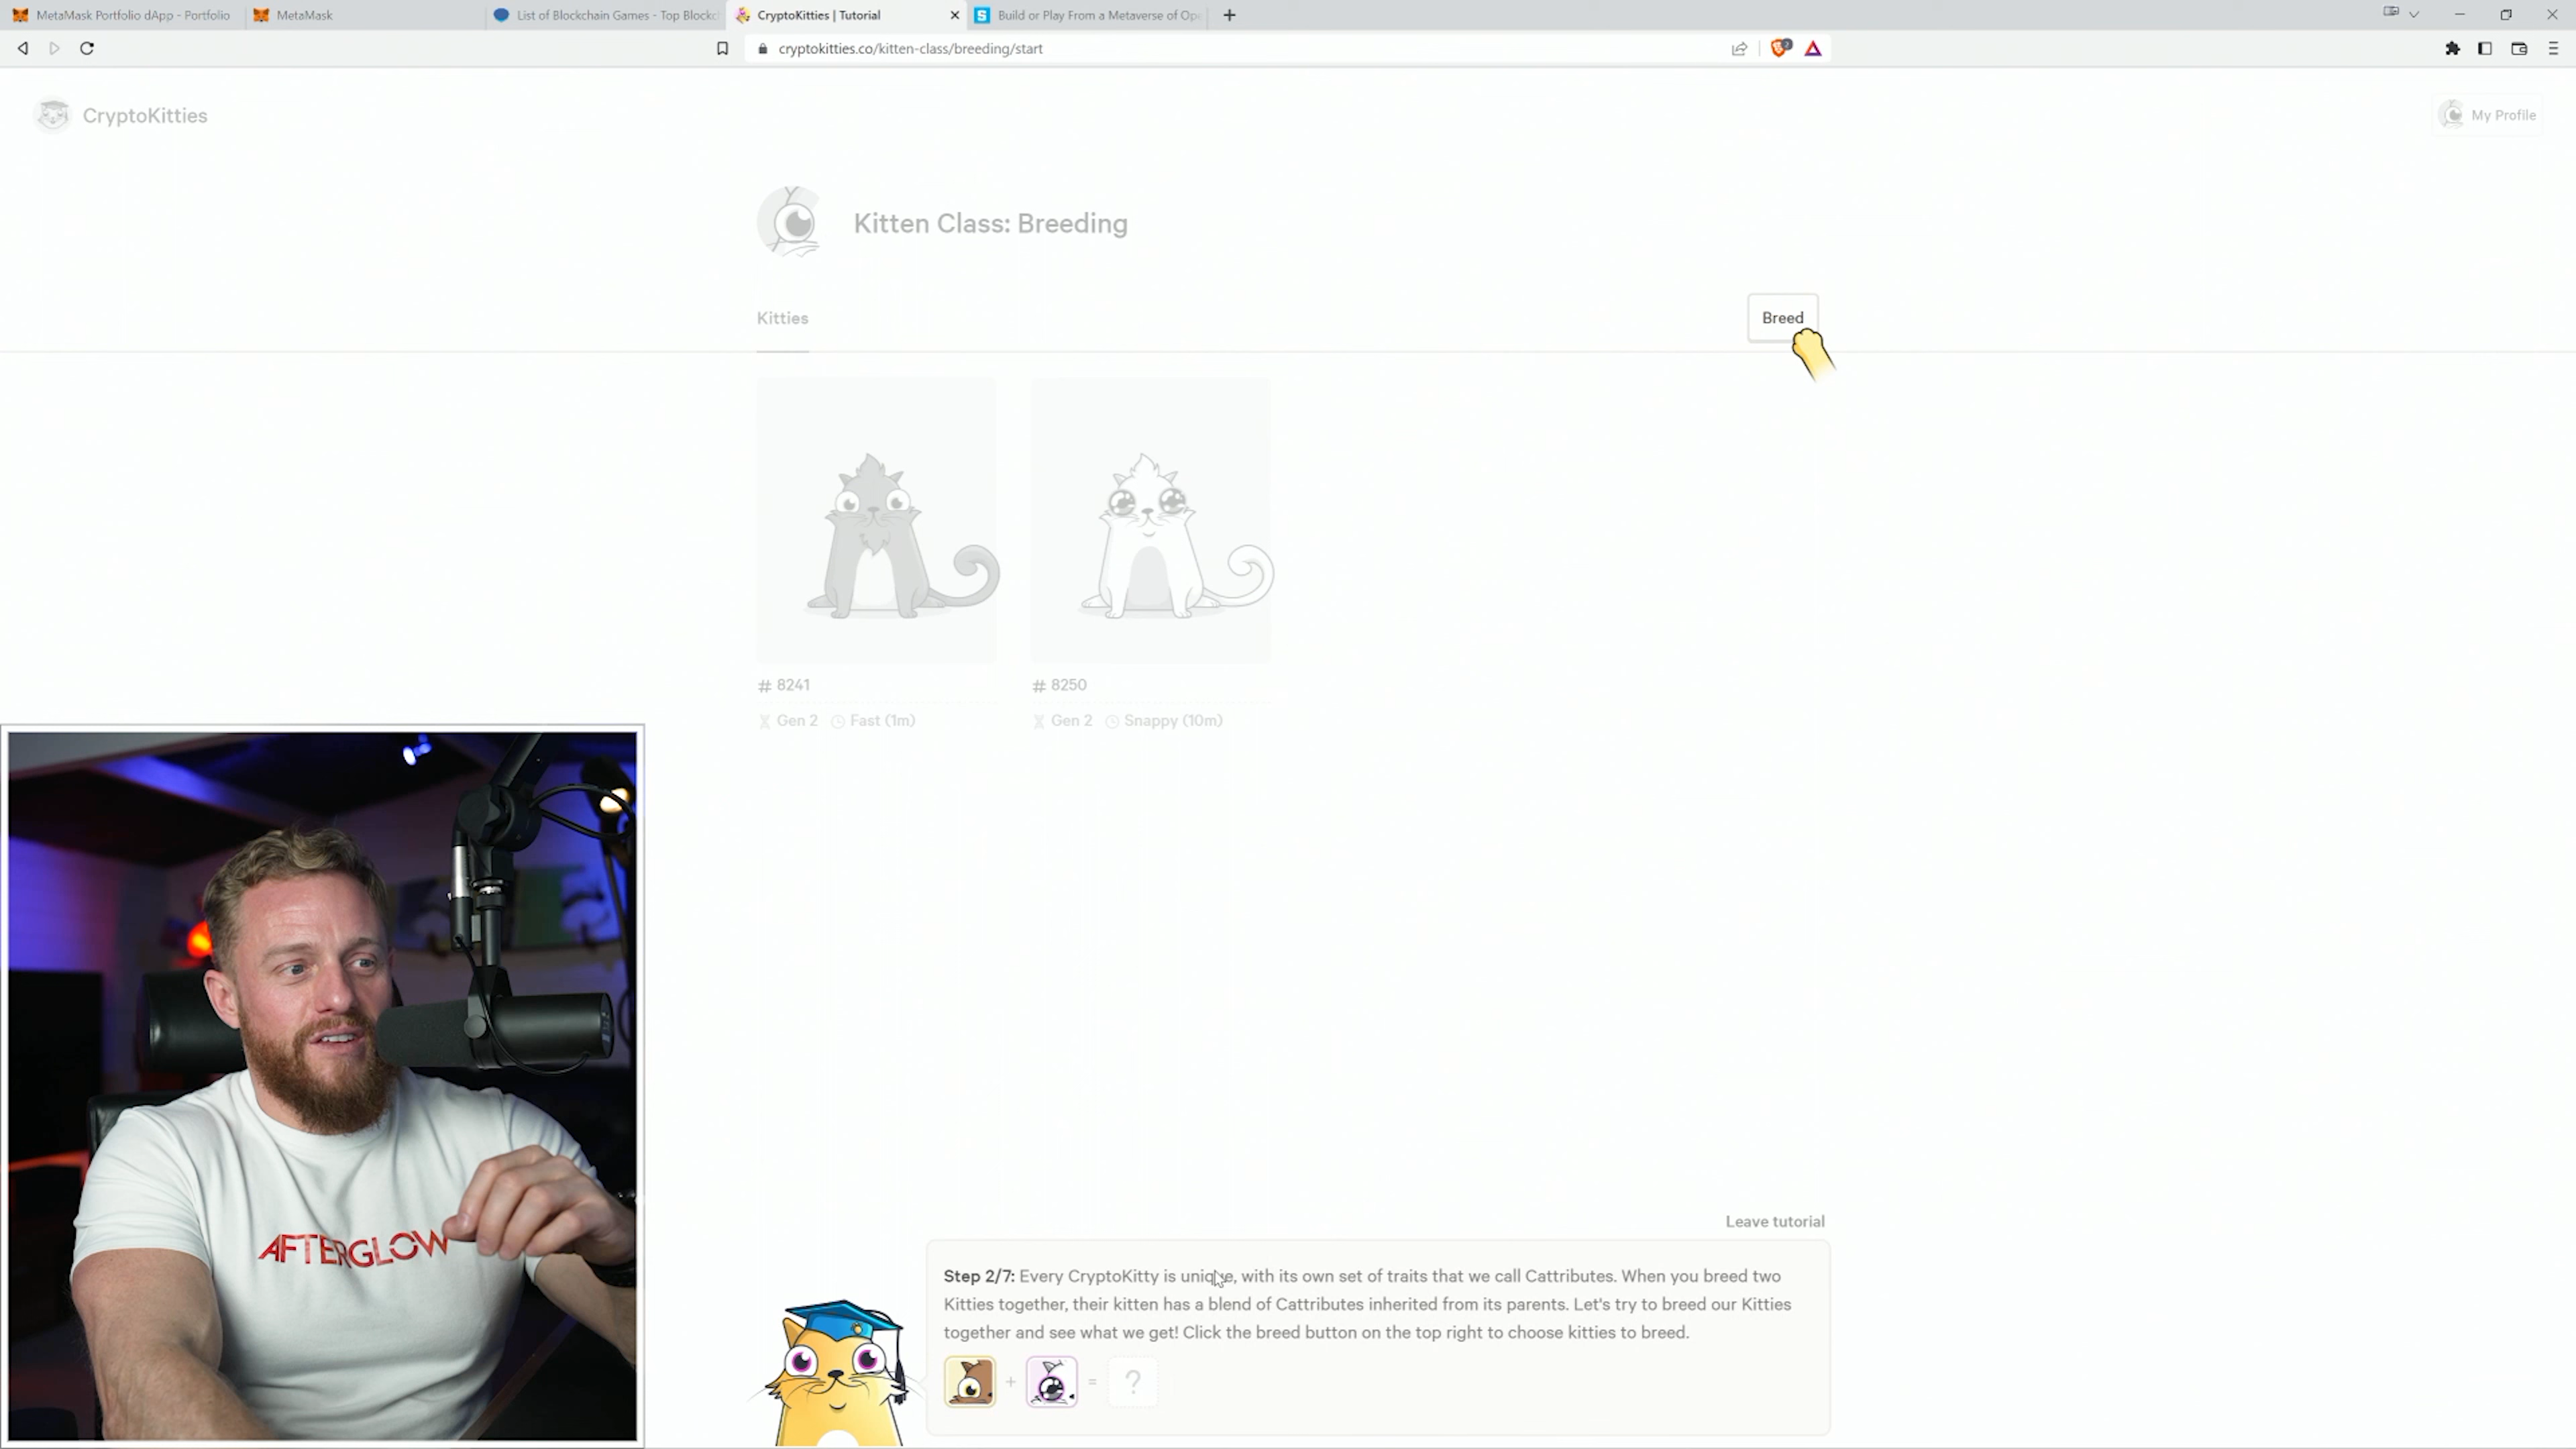 MetaMask Portfolio dApp - Portfolio
MetaMask
List of Blockchain Games - Top Blockc
CryptoKitties | Tutorial
Build or Play From a Metaverse of Ope
cryptokitties.co/kitten-class/breeding/start
2
CryptoKitties
My Profile
Kitten Class: Breeding
Kitties
Breed
# 8241
Gen 2 Fast (1m)
# 8250
Gen 2 Snappy (10m)
AFTERGLOW
Leave tutorial
Step 2/7: Every CryptoKitty is unique, with its own set of traits that we call Cattributes. When you breed two
Kitties together, their kitten has a blend of Cattributes inherited from its parents. Let's try to breed our Kitties
together and see what we get! Click the breed button on the top right to choose kitties to breed.
+ = ?